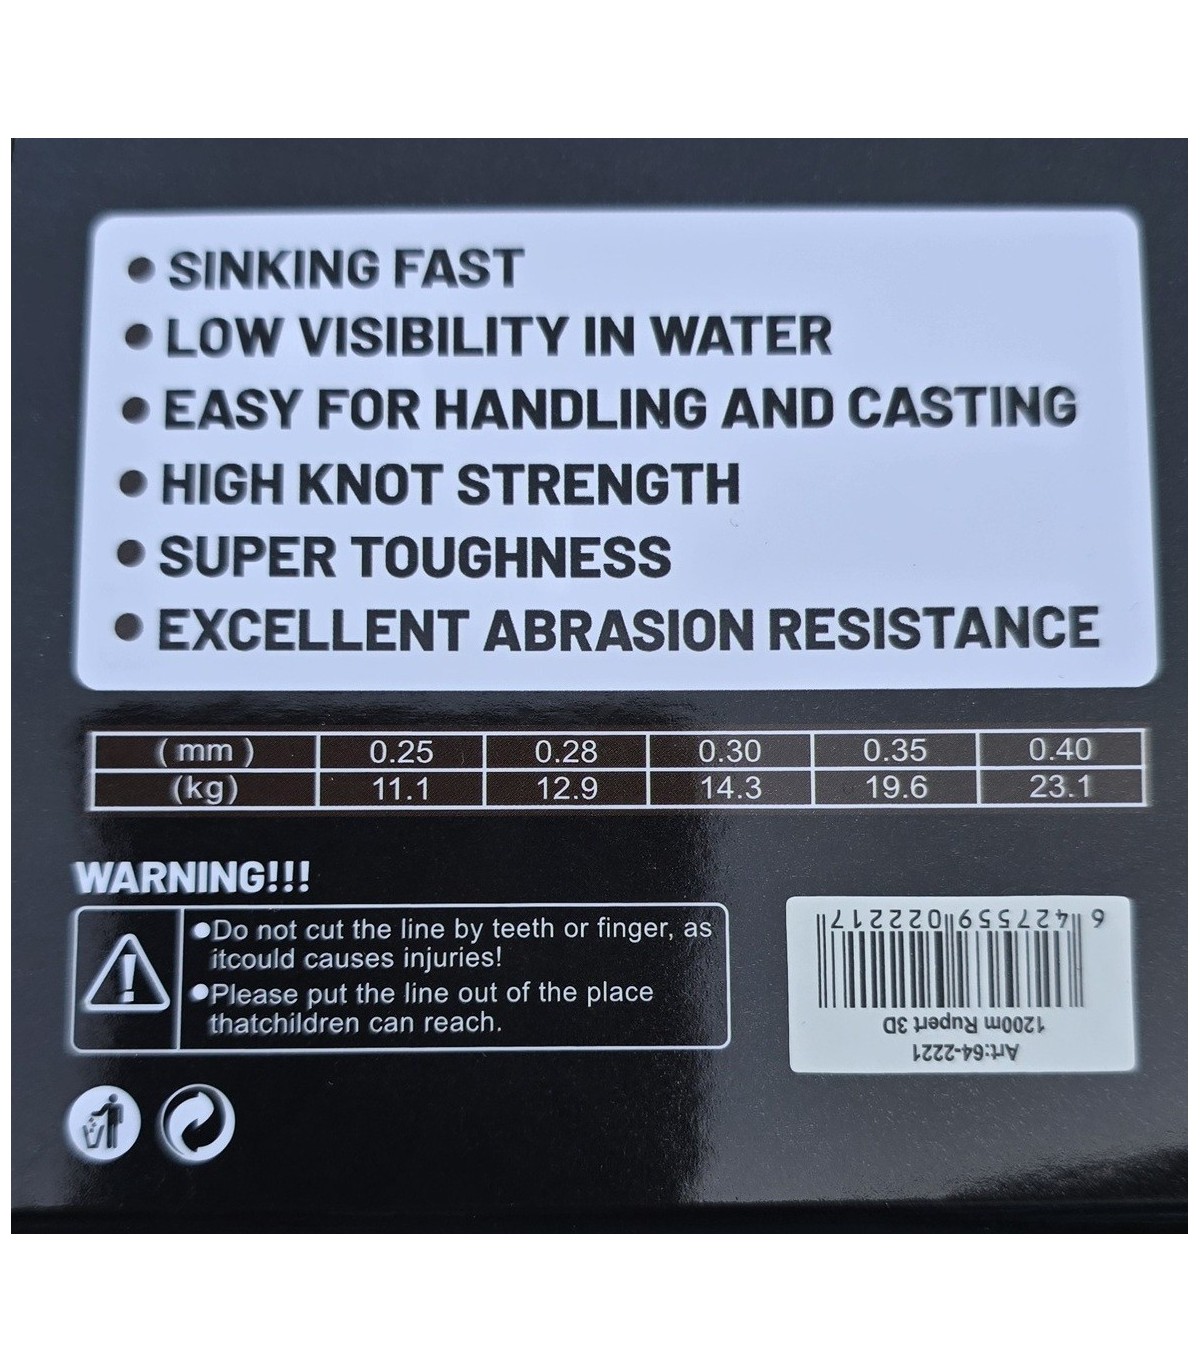 SINKING FAST
LOW VISIBILITY IN WATER
EASY FOR HANDLING AND CASTING
HIGH KNOT STRENGTH
SUPER TOUGHNESS
EXCELLENT ABRASION RESISTANCE
( mm ) 0.25 0.28 0.30 0.35 0.40
(kg) 11.1 12.9 14.3 19.6 23.1
WARNING!!!
Do not cut the line by teeth or finger, as
itcould causes injuries!
Please put the line out of the place
thatchildren can reach.
Art:64-2221
1200m Rupert 3D
6 427559 022217